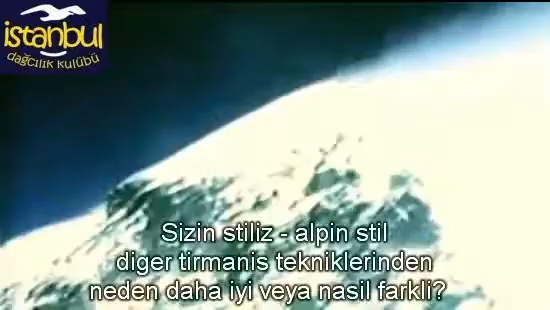 istanbul
dağcılık kulübü
Sizin stiliz - alpin stil
diger tirmanis tekniklerinden
neden daha iyi veya nasil farkli?